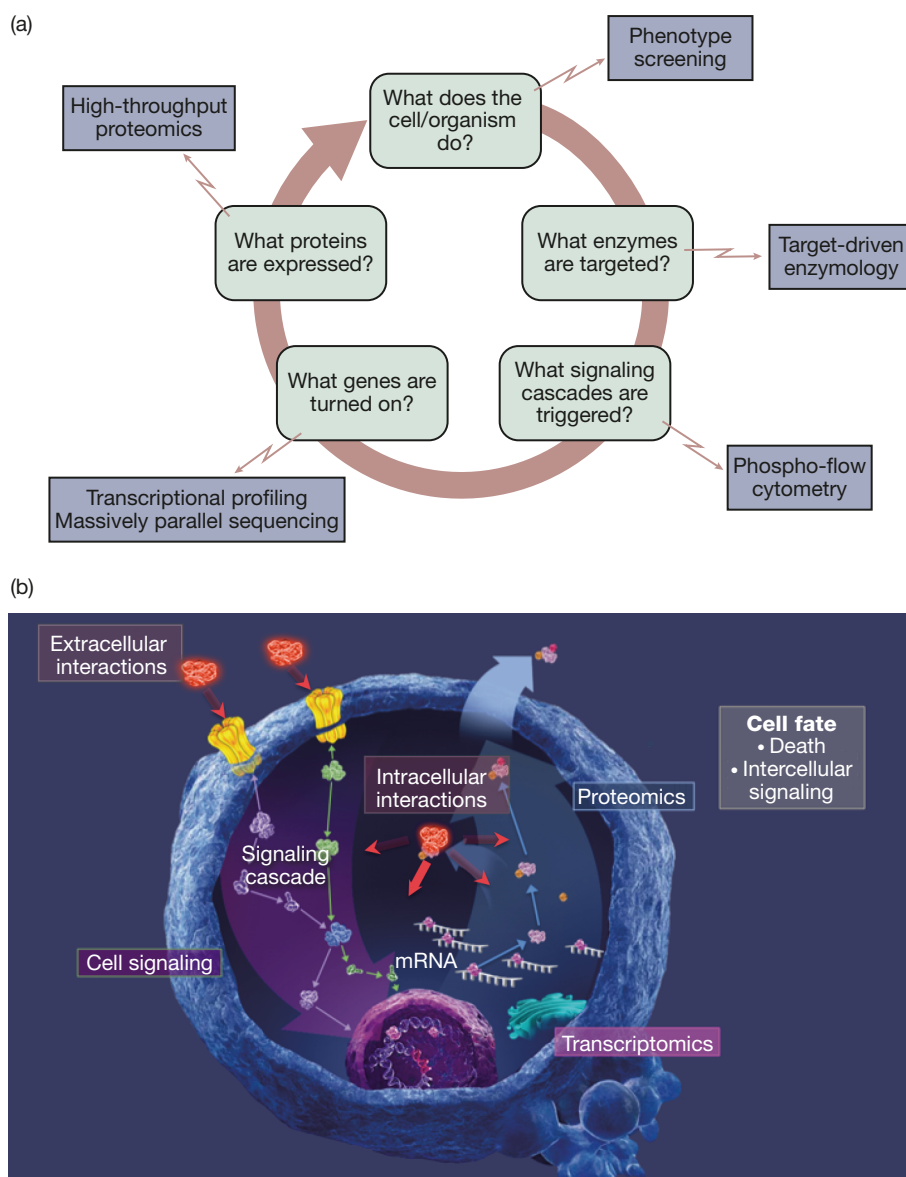 (a)
Phenotype
screening
What does the
cell/organism
do?
High-throughput
proteomics
What proteins
are expressed?
What enzymes
are targeted?
Target-driven
enzymology
What genes are
turned on?
What signaling
cascades are
triggered?
Transcriptional profiling
Massively parallel sequencing
Phospho-flow
cytometry
(b)
Extracellular
interactions
Cell fate
• Death
• Intercellular
signaling
Intracellular
interactions
Proteomics
Signaling
cascade
Cell signaling
mRNA
Transcriptomics